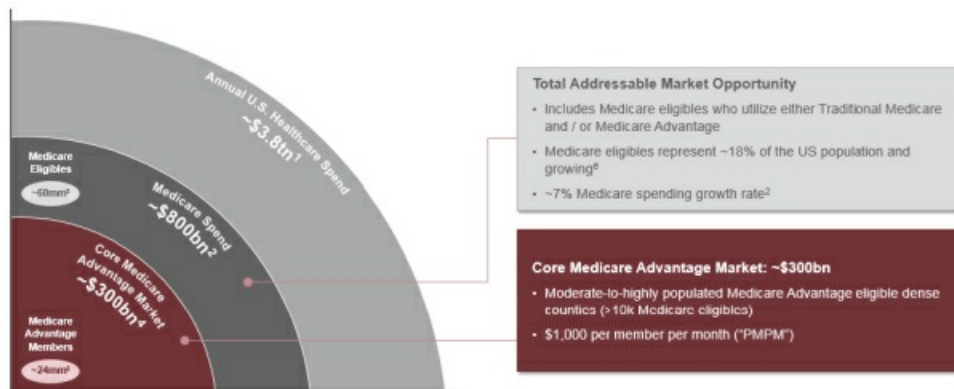 Annual U.S. Healthcare Spend
~$3.8tn¹
Medicare
Eligibles
~60mm²
Medicare Spend
~$800bn²
Core Medicare
Advantage Market
~$300bn⁴
Medicare
Advantage
Members
~24mm³
Total Addressable Market Opportunity
• Includes Medicare eligibles who utilize either Traditional Medicare
and / or Medicare Advantage
• Medicare eligibles represent ~18% of the US population and
growing⁶
• ~7% Medicare spending growth rate²
Core Medicare Advantage Market: ~$300bn
• Moderate-to-highly populated Medicare Advantage eligible dense
counties (>10k Medicare eligibles)
• $1,000 per member per month ("PMPM")